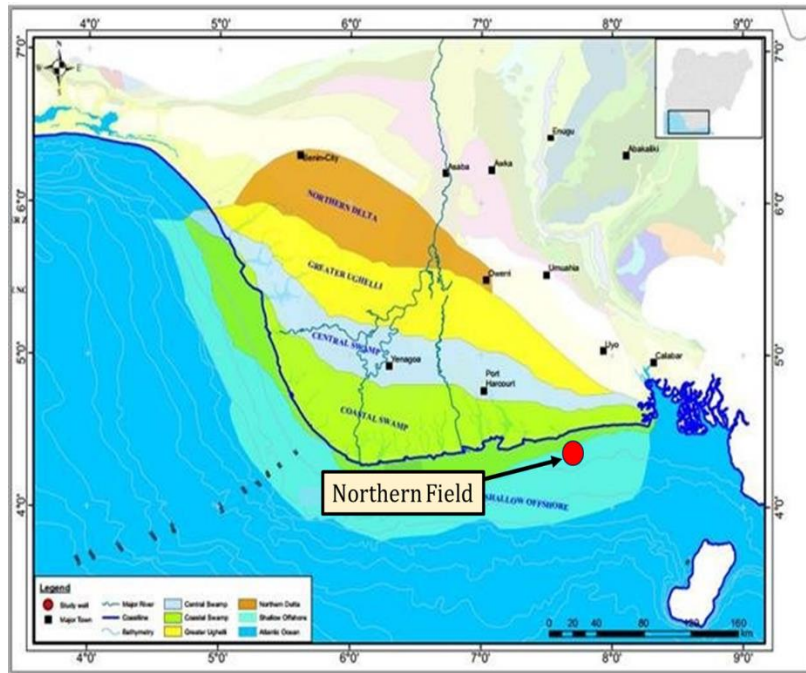 4°0' 5°0' 6°0' 7°0' 8°0' 9°0'
7°0' 7°0'
N
W E
S
Enugu
Benin-City
Asaba Awka Abakaliki
6°0' 6°0'
NORTHERN DELTA
GREATER UGHELLI
Owerri Umuahia
CENTRAL SWAMP
5°0' 5°0'
Yenagoa
Uyo
Calabar
Port
Harcourt
COASTAL SWAMP
Northern Field
SHALLOW OFFSHORE
4°0' 4°0'
Legend
Study well Major River Central Swamp Northern Delta
Major Town Coastline Coastal Swamp Shallow Offshore
Bathymetry Greater Ughelli Atlantic Ocean
0 20 40 80 120 160
KM
4°0' 5°0' 6°0' 7°0' 8°0' 9°0'